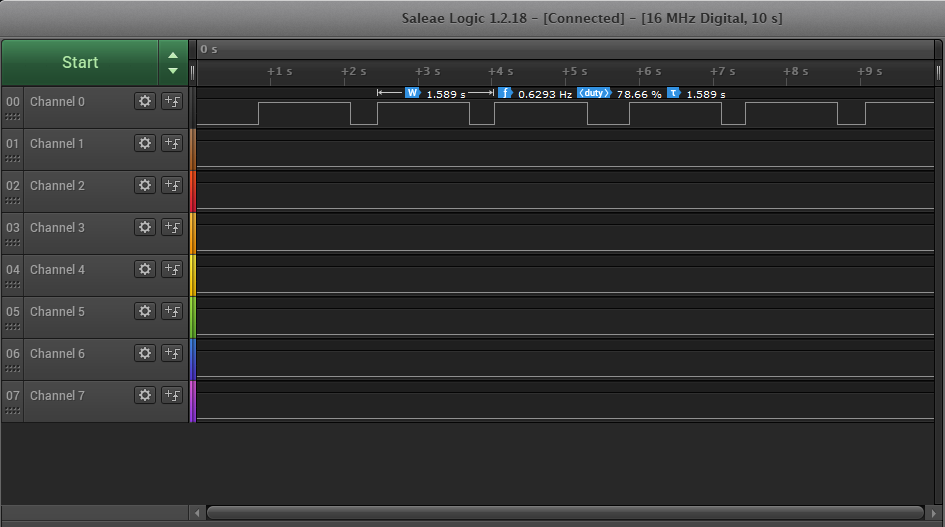 Saleae Logic 1.2.18 - [Connected] - [16 MHz Digital, 10 s]
Start
0 s
+1 s +2 s +3 s +4 s +5 s +6 s +7 s +8 s +9 s
W 1.589 s f 0.6293 Hz duty 78.66 % T 1.589 s
00 Channel 0
01 Channel 1
02 Channel 2
03 Channel 3
04 Channel 4
05 Channel 5
06 Channel 6
07 Channel 7